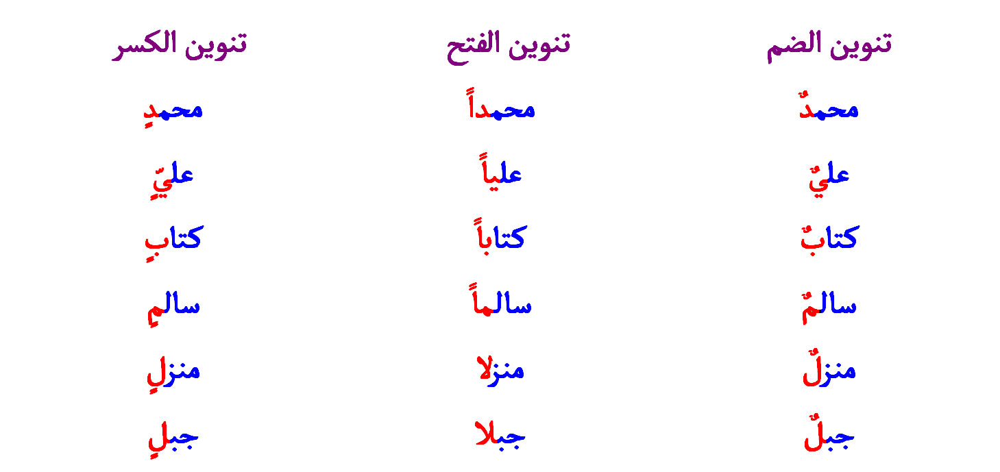 تنوين الضم تنوين الفتح تنوين الكسر
محمدٌ محمداً محمدٍ
عليٌ علياً عليٍّ
كتابٌ كتاباً كتابٍ
سالمٌ سالماً سالمٍ
منزلٌ منزلا منزلٍ
جبلٌ جبلا جبلٍ